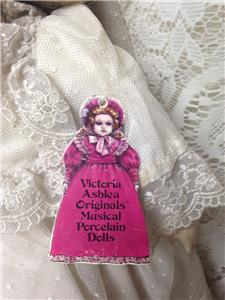 Victoria
Ashlea
Originals
Musical
Porcelain
Dolls